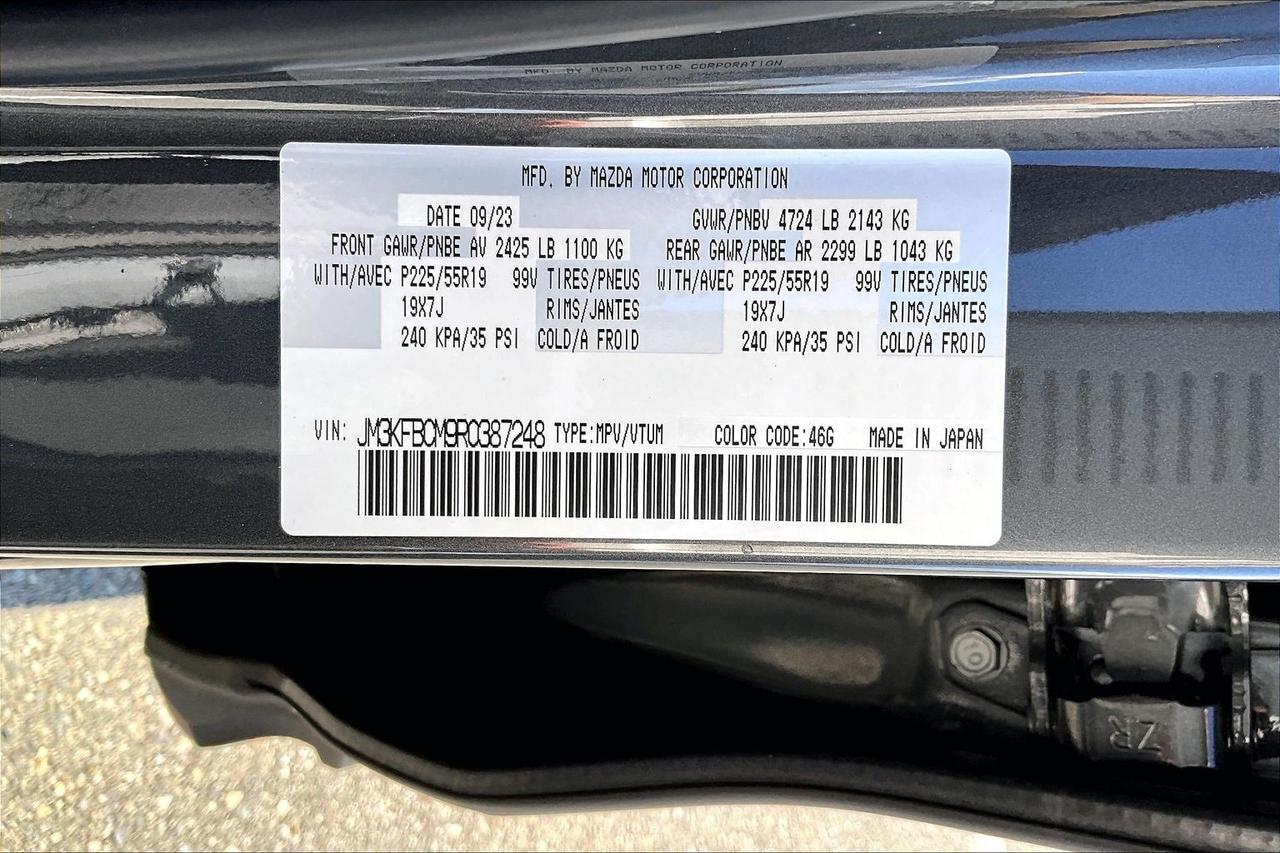 MFD. BY MAZDA MOTOR CORPORATION
MFD. BY MAZDA MOTOR CORPORATION
DATE 09/23 GVWR/PNBV 4724 LB 2143 KG
FRONT GAWR/PNBE AV 2425 LB 1100 KG REAR GAWR/PNBE AR 2299 LB 1043 KG
WITH/AVEC P225/55R19 99V TIRES/PNEUS WITH/AVEC P225/55R19 99V TIRES/PNEUS
19X7J RIMS/JANTES 19X7J RIMS/JANTES
240 KPA/35 PSI COLD/A FROID 240 KPA/35 PSI COLD/A FROID
VIN: JM3KFBCM9R0387248 TYPE:MPV/VTUM COLOR CODE:46G MADE IN JAPAN
ZR